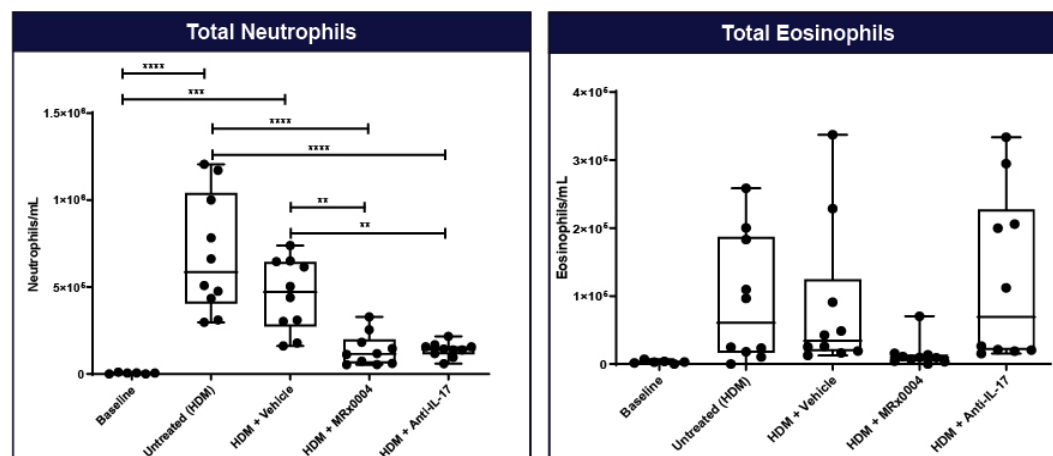 Total Neutrophils
****
***
****
****
**
**
1.5×10⁶
1×10⁶
5×10⁵
0
Neutrophils/mL
Baseline
Untreated (HDM)
HDM + Vehicle
HDM + MRx0004
HDM + Anti-IL-17
Total Eosinophils
4×10⁵
3×10⁵
2×10⁵
1×10⁵
0
Eosinophils/mL
Baseline
Untreated (HDM)
HDM + Vehicle
HDM + MRx0004
HDM + Anti-IL-17